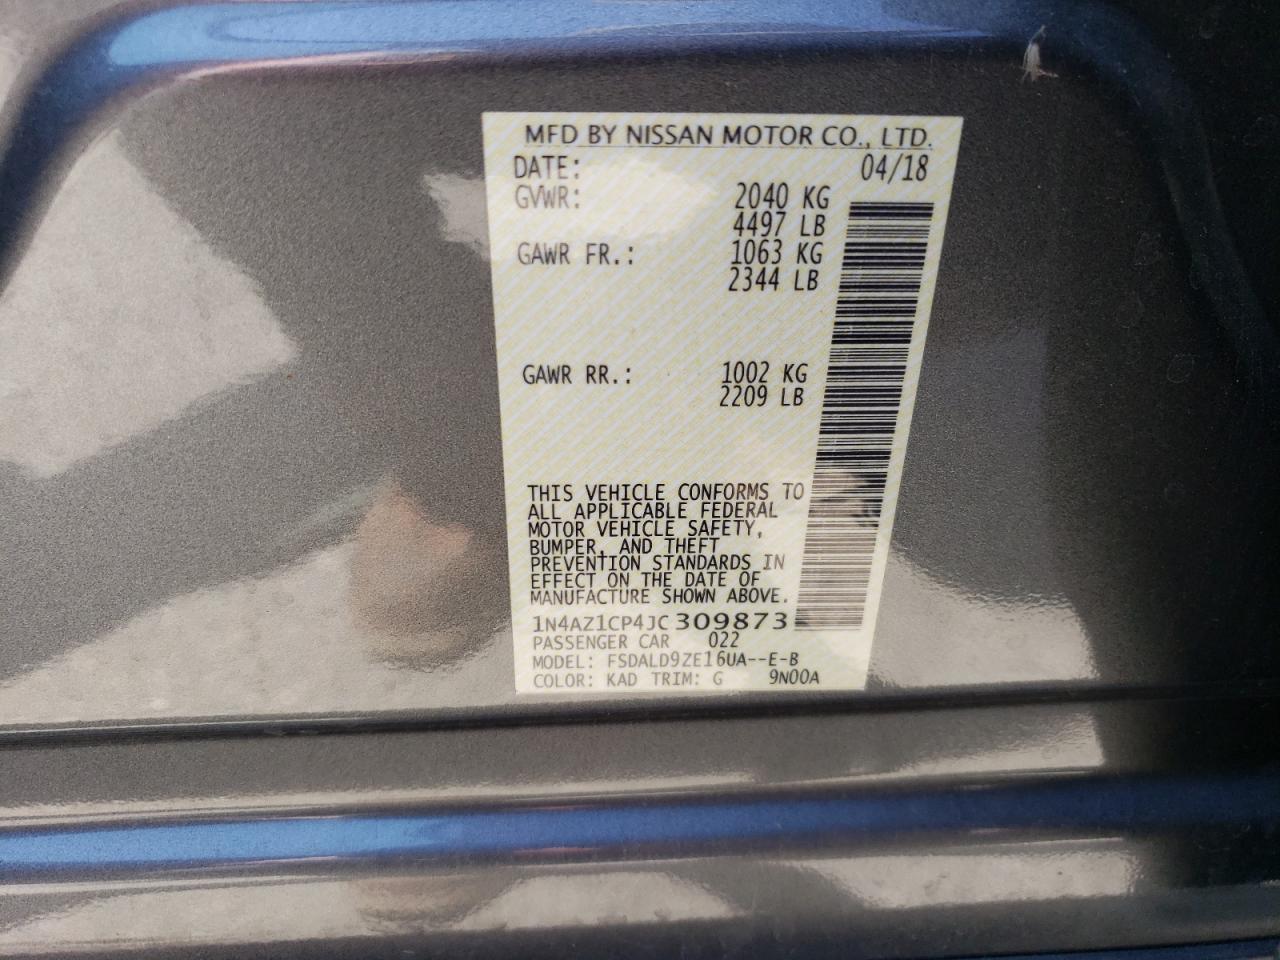 MFD BY NISSAN MOTOR CO., LTD.
DATE: 04/18
GVWR: 2040 KG
4497 LB
GAWR FR.: 1063 KG
2344 LB
GAWR RR.: 1002 KG
2209 LB
THIS VEHICLE CONFORMS TO
ALL APPLICABLE FEDERAL
MOTOR VEHICLE SAFETY,
BUMPER, AND THEFT
PREVENTION STANDARDS IN
EFFECT ON THE DATE OF
MANUFACTURE SHOWN ABOVE.
1N4AZ1CP4JC309873
PASSENGER CAR 022
MODEL: FSDALD9ZE16UA--E-B
COLOR: KAD TRIM: G 9N00A